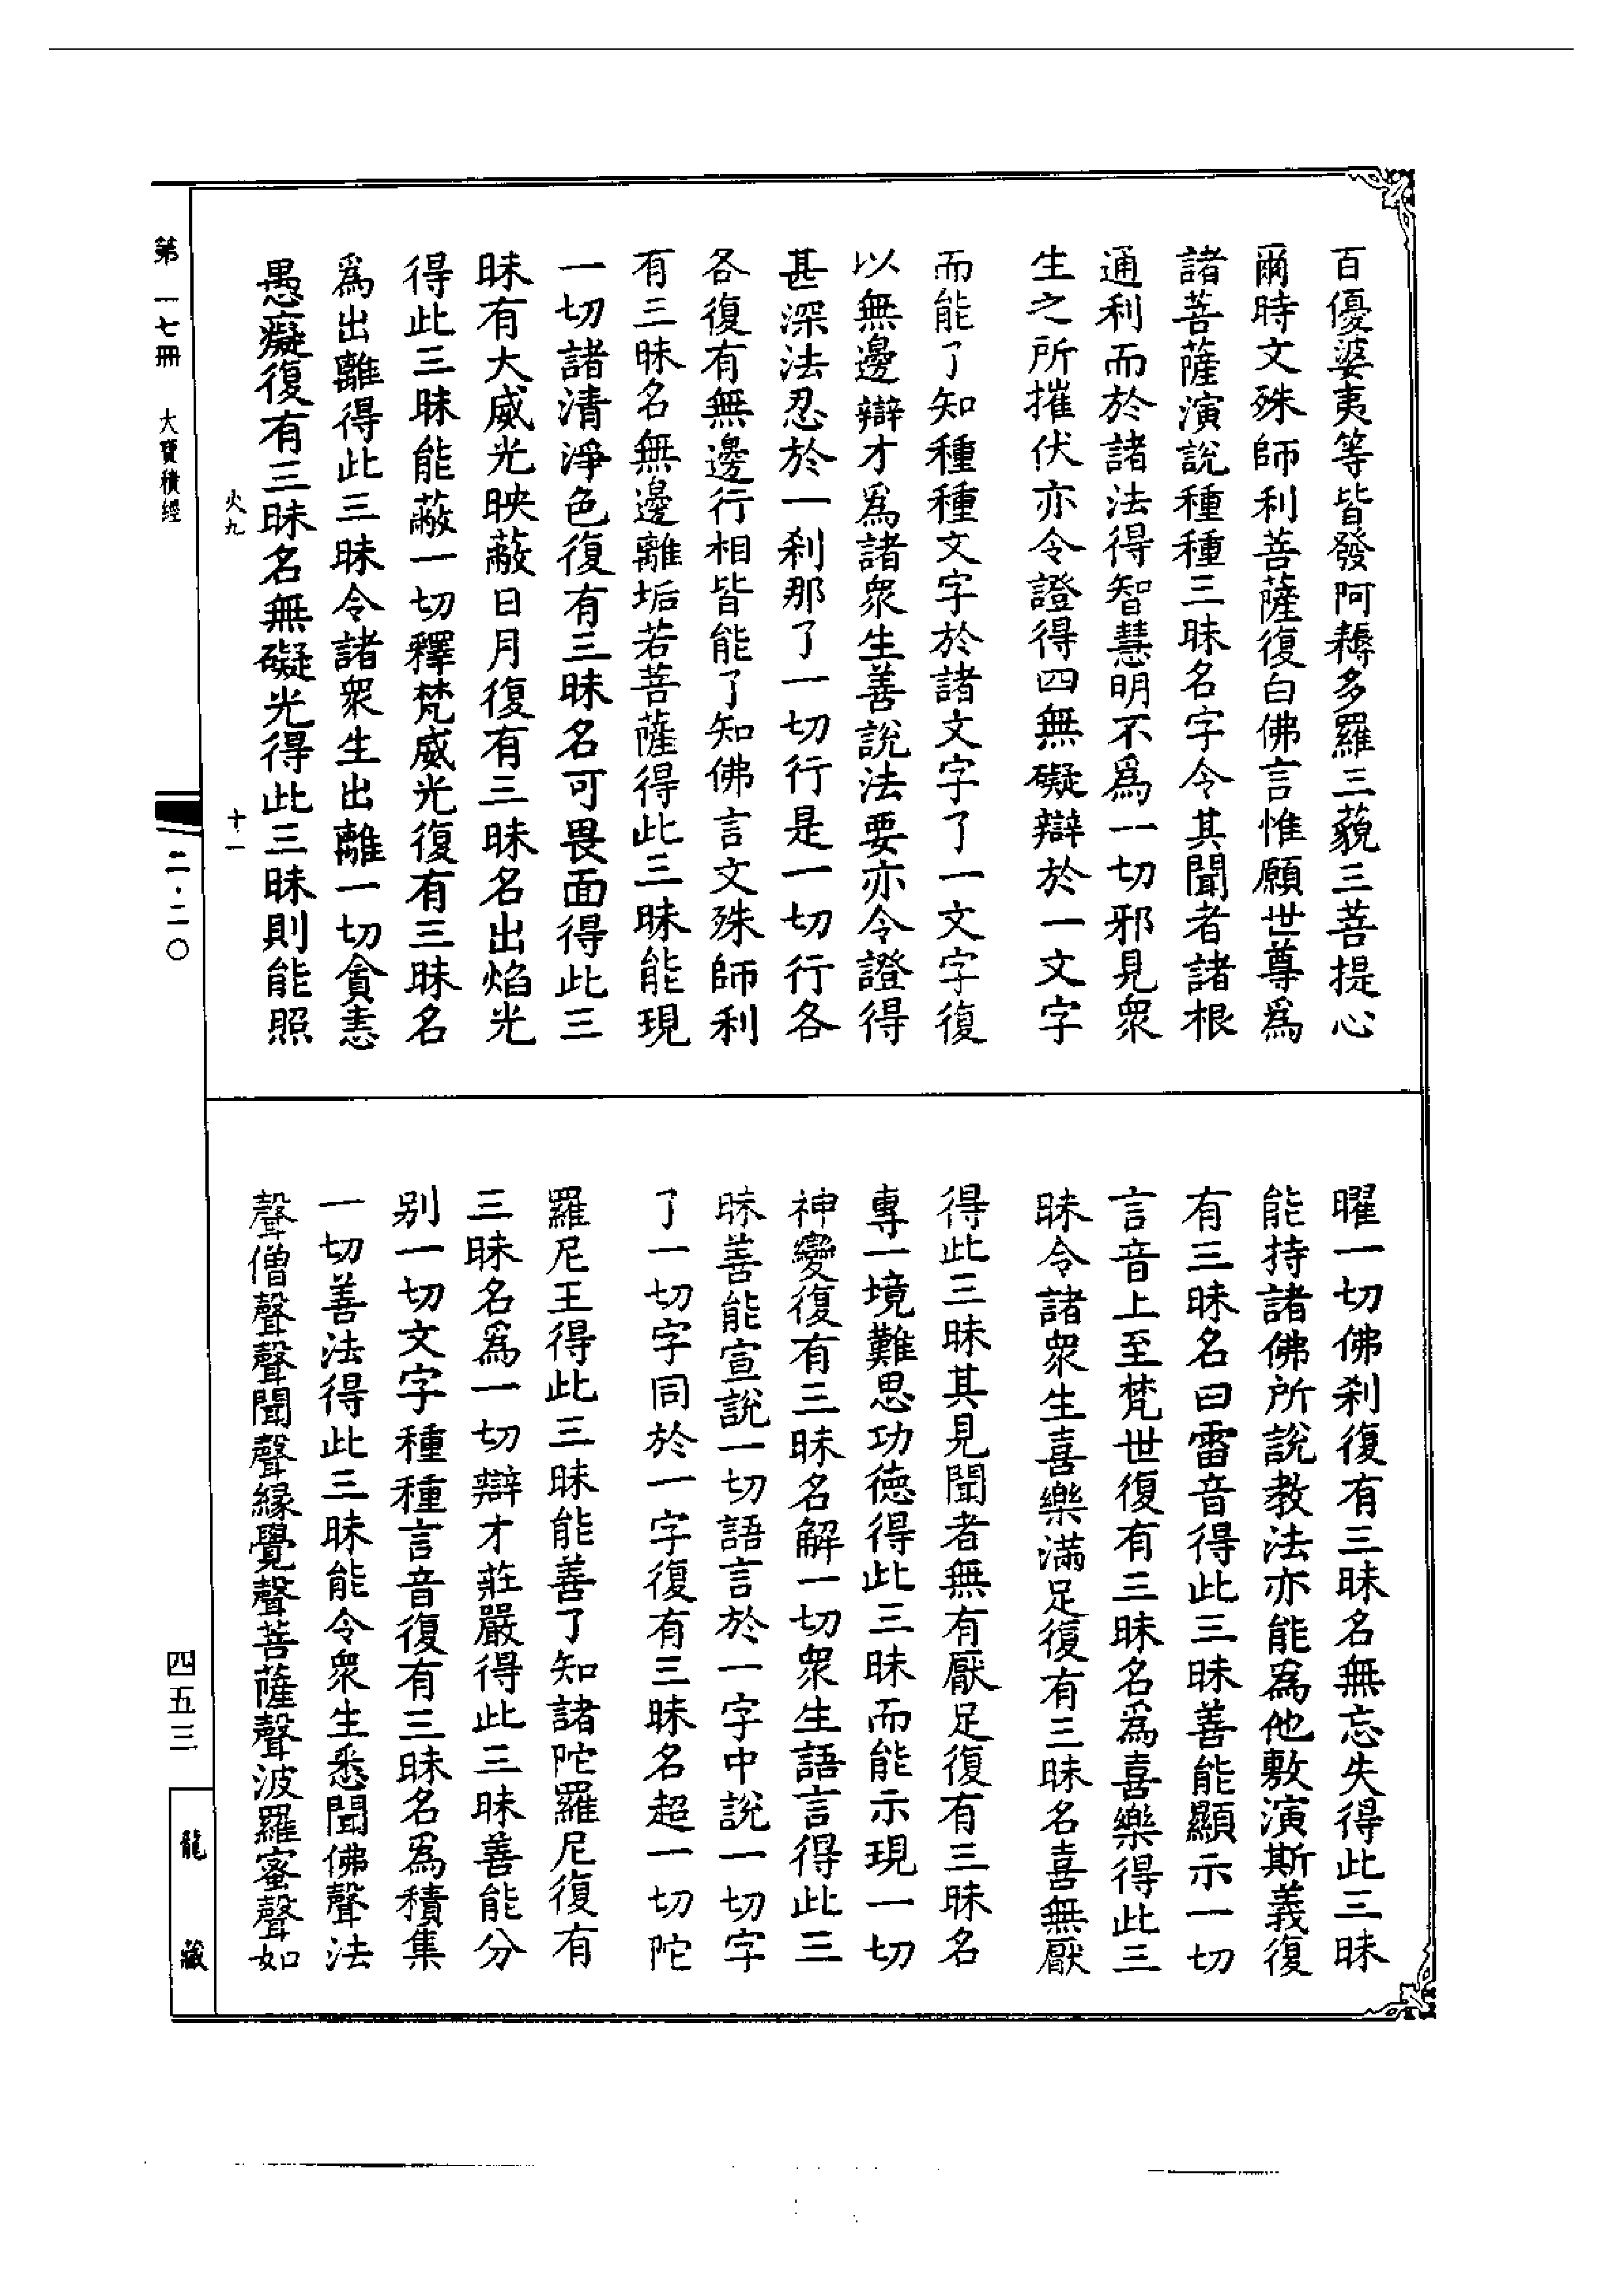 百優婆夷等皆發阿耨多羅三藐三菩提心
爾時文殊師利菩薩復白佛言惟願世尊爲
諸菩薩演說種種三昧名字令其聞者諸根
通利而於諸法得智慧明不爲一切邪見衆
生之所摧伏亦令證得四無礙辯於一文字
而能了知種種文字於諸文字了一文字復
以無邊辯才爲諸衆生善說法要亦令證得
甚深法忍於一刹那了一切行是一切行各
各復有無邊行相皆能了知佛言文殊師利
有三昧名無邊離垢若菩薩得此三昧能現
一切諸清淨色復有三昧名可畏面得此三
昧有大威光映蔽日月復有三昧名出焰光
得此三昧能蔽一切釋梵威光復有三昧名
爲出離得此三昧令諸衆生出離一切貪恚
愚癡復有三昧名無礙光得此三昧則能照
火九
十一
曜一切佛刹復有三昧名無忘失得此三昧
能持諸佛所說教法亦能爲他敷演斯義復
有三昧名曰雷音得此三昧善能顯示一切
言音上至梵世復有三昧名爲喜樂得此三
昧令諸衆生喜樂滿足復有三昧名喜無厭
得此三昧其見聞者無有厭足復有三昧名
專一境難思功德得此三昧而能示現一切
神變復有三昧名解一切衆生語言得此三
昧善能宣說一切語言於一字中說一切字
了一切字同於一字復有三昧名超一切陀
羅尼王得此三昧能善了知諸陀羅尼復有
三昧名爲一切辯才莊嚴得此三昧善能分
别一切文字種種言音復有三昧名爲積集
一切善法得此三昧能令衆生悉聞佛聲法
聲僧聲聲聞聲緣覺聲菩薩聲波羅蜜聲如
第一七冊 大寶積經
二·二〇
四五三
龍藏